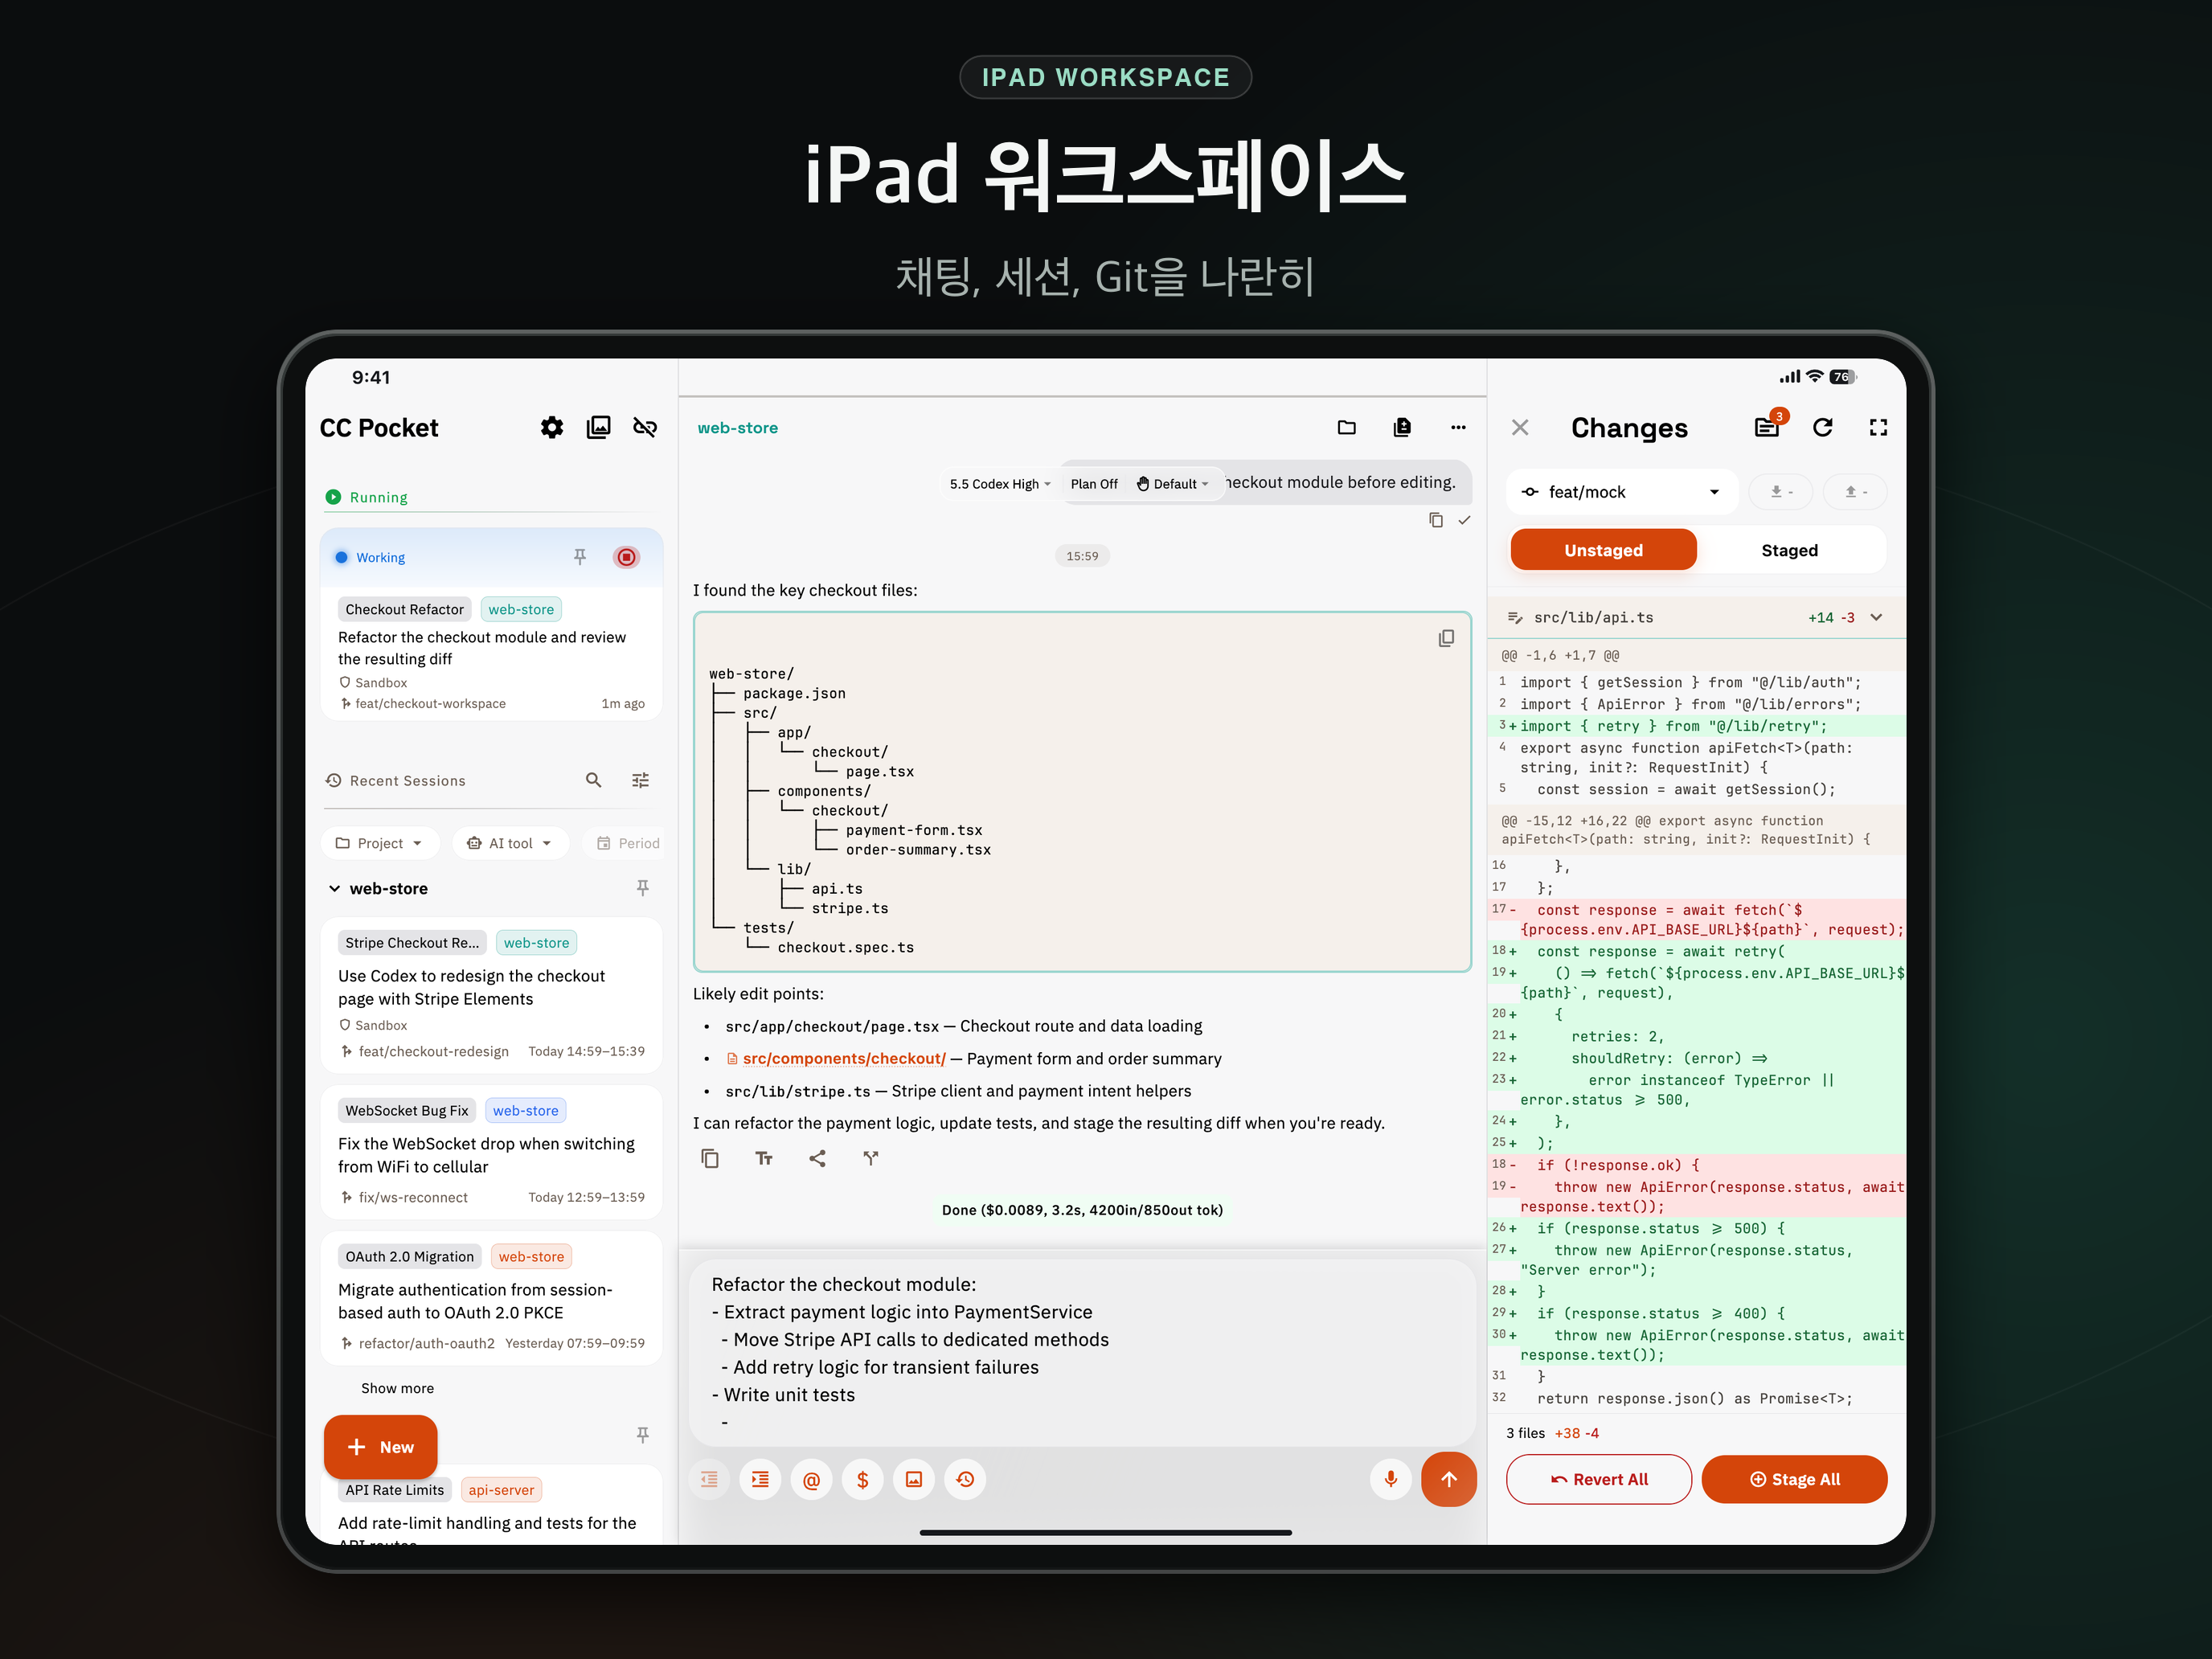 IPAD WORKSPACE
iPad 워크스페이스
채팅, 세션, Git을 나란히
9:41
CC Pocket
Running
Working
Checkout Refactor web-store
Refactor the checkout module and review
the resulting diff
Sandbox
feat/checkout-workspace 1m ago
Recent Sessions
Project AI tool Period
web-store
Stripe Checkout Re... web-store
Use Codex to redesign the checkout
page with Stripe Elements
Sandbox
feat/checkout-redesign Today 14:59–15:39
WebSocket Bug Fix web-store
Fix the WebSocket drop when switching
from WiFi to cellular
fix/ws-reconnect Today 12:59–13:59
OAuth 2.0 Migration web-store
Migrate authentication from session-
based auth to OAuth 2.0 PKCE
refactor/auth-oauth2 Yesterday 07:59–09:59
Show more
+ New
API Rate Limits api-server
Add rate-limit handling and tests for the
API routes
web-store
5.5 Codex High Plan Off Default heckout module before editing.
15:59
I found the key checkout files:
web-store/
├── package.json
├── src/
│   ├── app/
│   │   └── checkout/
│   │       └── page.tsx
│   ├── components/
│   │   └── checkout/
│   │       ├── payment-form.tsx
│   │       └── order-summary.tsx
│   └── lib/
│       ├── api.ts
│       └── stripe.ts
└── tests/
    └── checkout.spec.ts
Likely edit points:
• src/app/checkout/page.tsx — Checkout route and data loading
• src/components/checkout/ — Payment form and order summary
• src/lib/stripe.ts — Stripe client and payment intent helpers
I can refactor the payment logic, update tests, and stage the resulting diff when you're ready.
Done ($0.0089, 3.2s, 4200in/850out tok)
Refactor the checkout module:
- Extract payment logic into PaymentService
  - Move Stripe API calls to dedicated methods
  - Add retry logic for transient failures
- Write unit tests
  -
@ $
76
Changes 3
feat/mock - -
Unstaged Staged
src/lib/api.ts +14 -3
@@ -1,6 +1,7 @@
1 import { getSession } from "@/lib/auth";
2 import { ApiError } from "@/lib/errors";
3 + import { retry } from "@/lib/retry";
4 export async function apiFetch<T>(path:
string, init?: RequestInit) {
5   const session = await getSession();
@@ -15,12 +16,22 @@ export async function
apiFetch<T>(path: string, init?: RequestInit) {
16     },
17   };
17 -   const response = await fetch(`$
{process.env.API_BASE_URL}${path}`, request);
18 +   const response = await retry(
19 +     () => fetch(`${process.env.API_BASE_URL}$
{path}`, request),
20 +     {
21 +       retries: 2,
22 +       shouldRetry: (error) =>
23 +         error instanceof TypeError ||
error.status >= 500,
24 +     },
25 +   );
18 -   if (!response.ok) {
19 -     throw new ApiError(response.status, await
response.text());
26 +   if (response.status >= 500) {
27 +     throw new ApiError(response.status,
"Server error");
28 +   }
29 +   if (response.status >= 400) {
30 +     throw new ApiError(response.status, await
response.text());
31   }
32   return response.json() as Promise<T>;
3 files +38 -4
Revert All Stage All